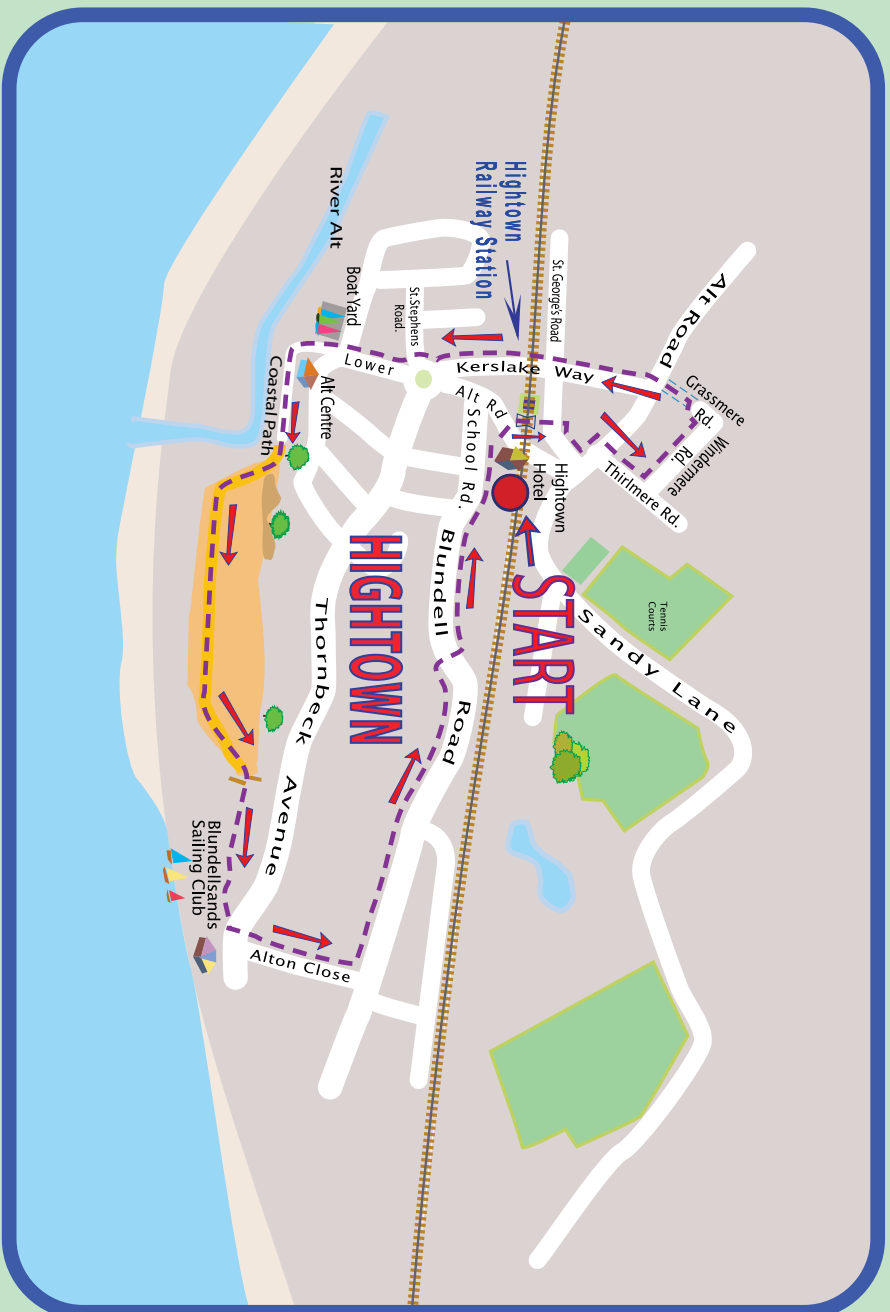 River Alt
Hightown
Railway Station
Boat Yard
St.Stephens
Road.
St. George's Road
Alt Road
Grassmere
Rd.
Windermere
Rd.
Thirlmere Rd.
Kerslake Way
Lower
Alt Rd
Alt Centre
Coastal Path
School Rd.
Hightown
Hotel
START
HIGHTOWN
Tennis
Courts
Sandy Lane
Blundell
Road
Thornbeck
Avenue
Blundellsands
Sailing Club
Alton Close